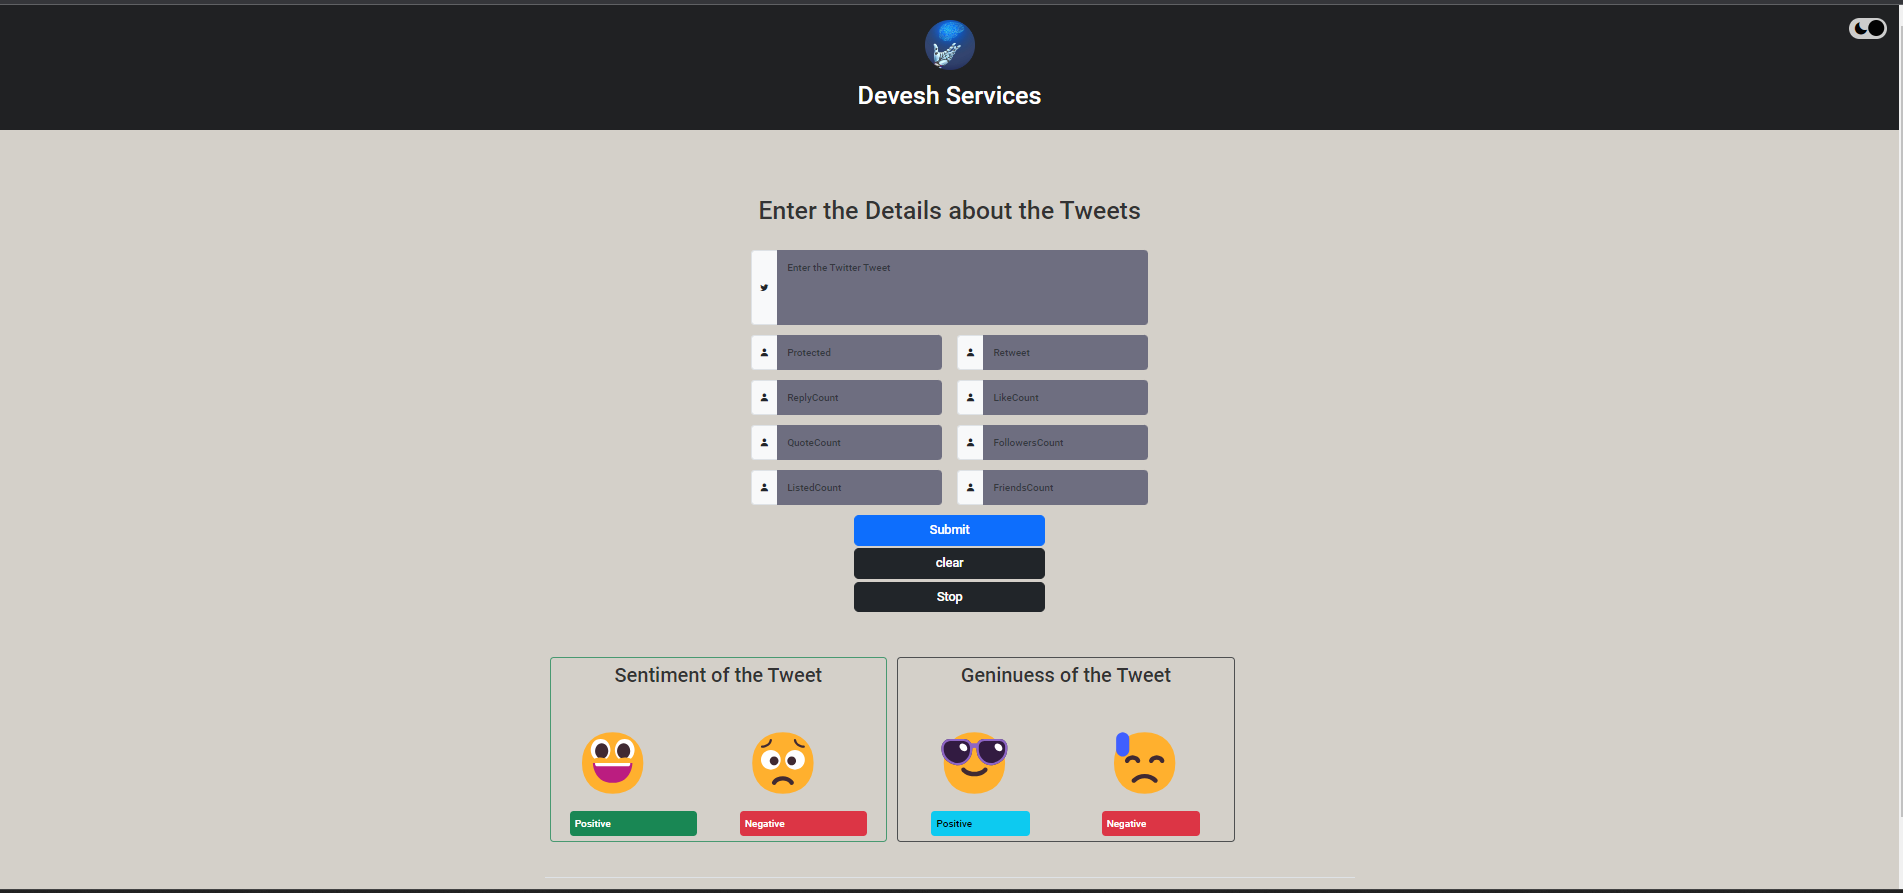 Devesh Services
Enter the Details about the Tweets
Enter the Twitter Tweet
Protected
Retweet
ReplyCount
LikeCount
QuoteCount
FollowersCount
ListedCount
FriendsCount
Submit
clear
Stop
Sentiment of the Tweet
Geninuess of the Tweet
Positive
Negative
Positive
Negative